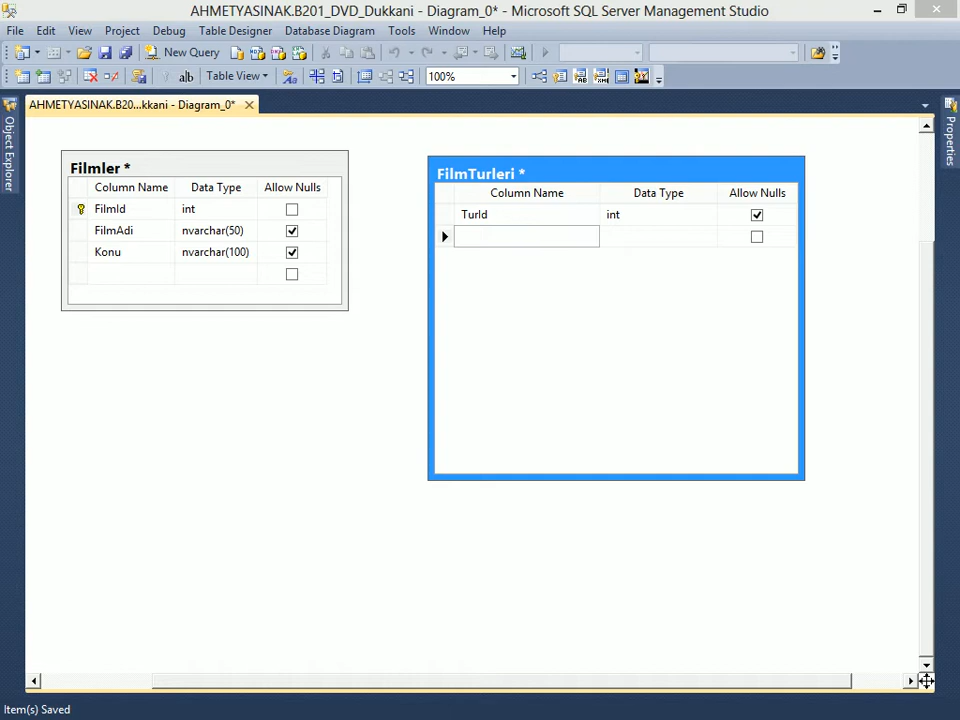 AHMETYASINAK.B201_DVD_Dukkani - Diagram_0* - Microsoft SQL Server Management Studio
File Edit View Project Debug Table Designer Database Diagram Tools Window Help
New Query
ab Table View 100%
AHMETYASINAK.B20...kkani - Diagram_0*
Object Explorer
Properties
Filmler *
Column Name Data Type Allow Nulls
FilmId int
FilmAdi nvarchar(50)
Konu nvarchar(100)
FilmTurleri *
Column Name Data Type Allow Nulls
TurId int
Item(s) Saved